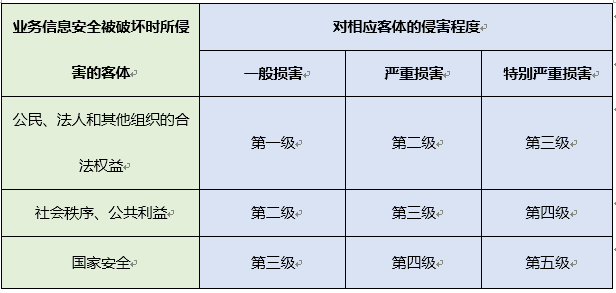 业务信息安全被破坏时所侵
害的客体
对相应客体的侵害程度
一般损害
严重损害
特别严重损害
公民、法人和其他组织的合
法权益
第一级
第二级
第三级
社会秩序、公共利益
第二级
第三级
第四级
国家安全
第三级
第四级
第五级